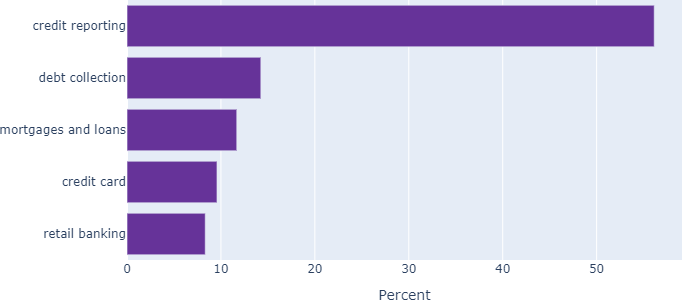 credit reporting
debt collection
mortgages and loans
credit card
retail banking
0 10 20 30 40 50
Percent